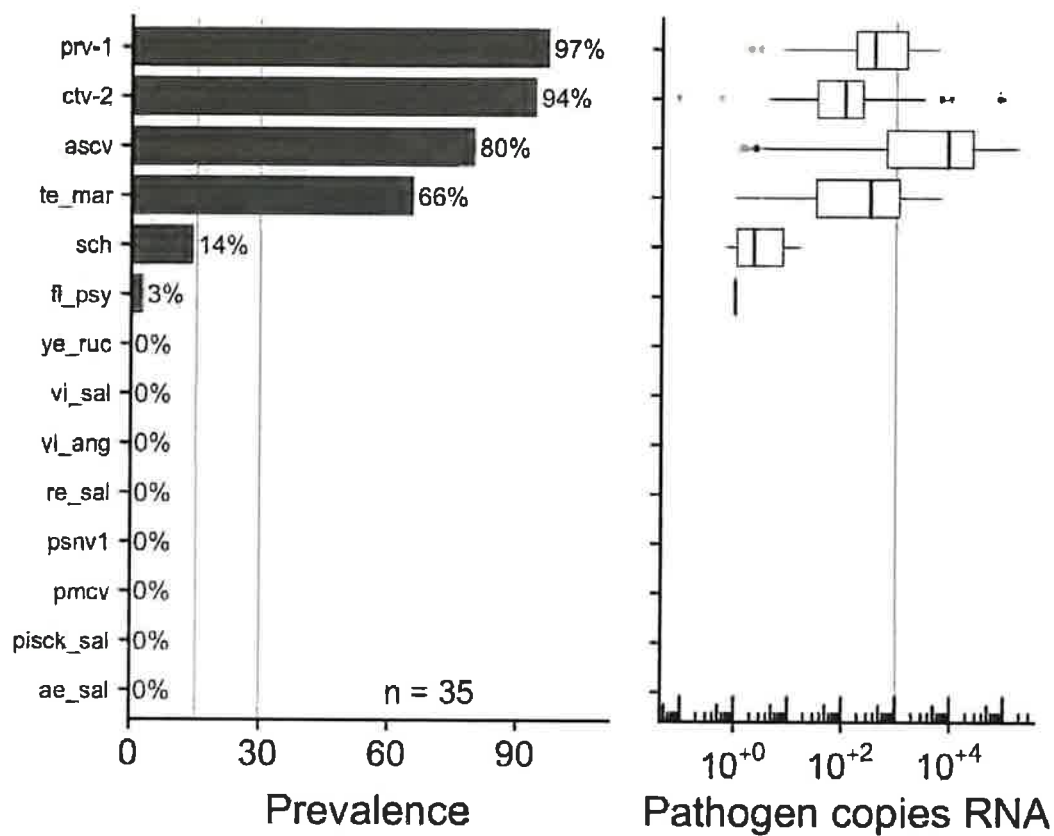 prv-1 97%
ctv-2 94%
ascv 80%
te_mar 66%
sch 14%
fl_psy 3%
ye_ruc 0%
vi_sal 0%
vi_ang 0%
re_sal 0%
psnv1 0%
pmcv 0%
pisck_sal 0%
ae_sal 0%
n = 35
0 30 60 90
Prevalence
10+0 10+2 10+4
Pathogen copies RNA